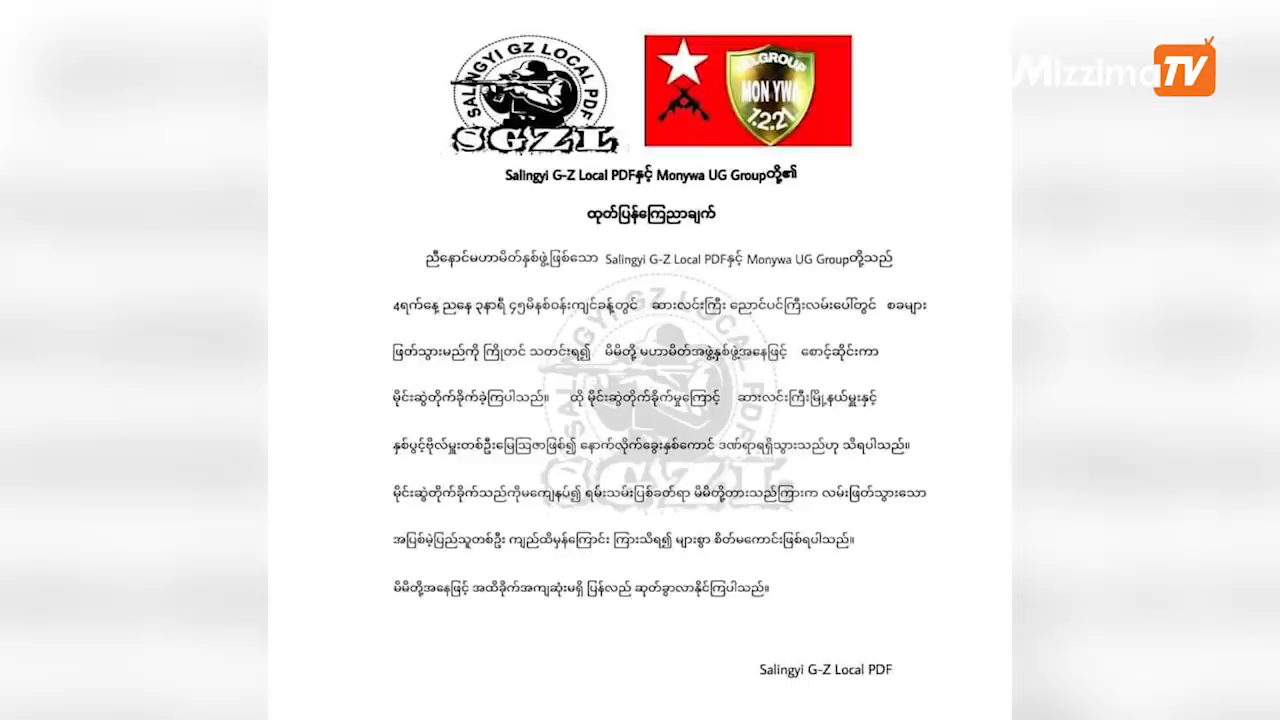 SALINGYI GZ LOCAL PDF
SGZL
UG GROUP
MON YWA
1.2.21
MizzimaTV
Salingyi G-Z Local PDFနှင့် Monywa UG Groupတို့၏
ထုတ်ပြန်ကြေညာချက်
ညီနောင်မဟာမိတ်နှစ်ဖွဲ့ဖြစ်သော Salingyi G-Z Local PDFနှင့် Monywa UG Groupတို့သည်
4ရက်နေ့ ညနေ ၃နာရီ ၄၅မိနစ်ဝန်းကျင်ခန့်တွင် ဆားလင်းကြီး ညောင်ပင်ကြီးလမ်းပေါ်တွင် စခများ
ဖြတ်သွားမည်ကို ကြိုတင် သတင်းရ၍ မိမိတို့ မဟာမိတ်အဖွဲ့နှစ်ဖွဲ့အနေဖြင့် စောင့်ဆိုင်းကာ
မိုင်းဆွဲတိုက်ခိုက်ခဲ့ကြပါသည်။ ထို မိုင်းဆွဲတိုက်ခိုက်မှုကြောင့် ဆားလင်းကြီးမြို့နယ်မှူးနှင့်
နှစ်ပွင့်ဗိုလ်မှူးတစ်ဦးမြေသြဇာဖြစ်၍ နောက်လိုက်ခွေးနှစ်ကောင် ဒဏ်ရာရရှိသွားသည်ဟု သိရပါသည်။
မိုင်းဆွဲတိုက်ခိုက်သည်ကိုမကျေနပ်၍ ရမ်းသမ်းပြစ်ခတ်ရာ မိမိတို့တားသည့်ကြားက လမ်းဖြတ်သွားသော
အပြစ်မဲ့ပြည်သူတစ်ဦး ကျည်ထိမှန်ကြောင်း ကြားသိရ၍ များစွာ စိတ်မကောင်းဖြစ်ရပါသည်။
မိမိတို့အနေဖြင့် အထိခိုက်အကျဆုံးမရှိ ပြန်လည် ဆုတ်ခွာလာနိုင်ကြပါသည်။
SALINGYI GZ LOCAL PDF
SGZL
Salingyi G-Z Local PDF